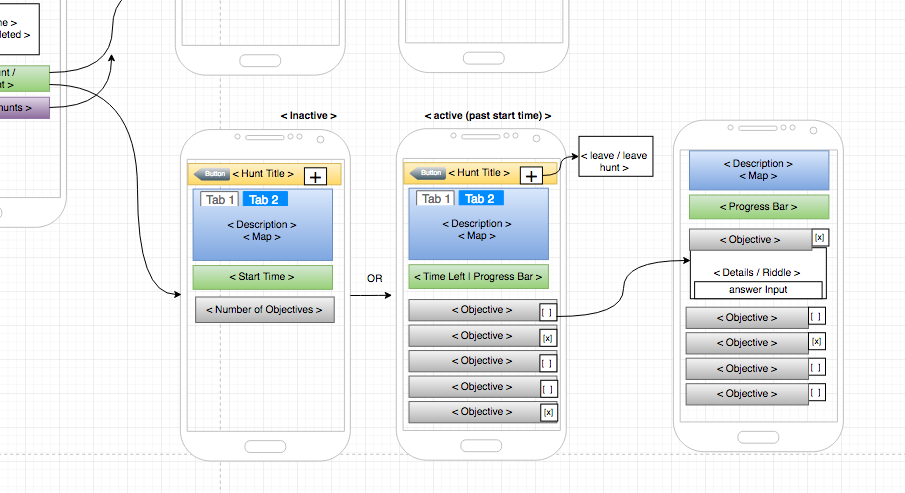 ne >
leted >
nt /
t >
hunts >
< Inactive >
Button < Hunt Title > +
Tab 1 Tab 2
< Description >
< Map >
< Start Time >
< Number of Objectives >
OR
< active (past start time) >
Button < Hunt Title > +
Tab 1 Tab 2
< Description >
< Map >
< Time Left | Progress Bar >
< Objective > [ ]
< Objective > [x]
< Objective > [ ]
< Objective > [ ]
< Objective > [x]
< leave / leave
hunt >
< Description >
< Map >
< Progress Bar >
< Objective > [x]
< Details / Riddle >
answer Input
< Objective > [ ]
< Objective > [x]
< Objective > [ ]
< Objective > [ ]